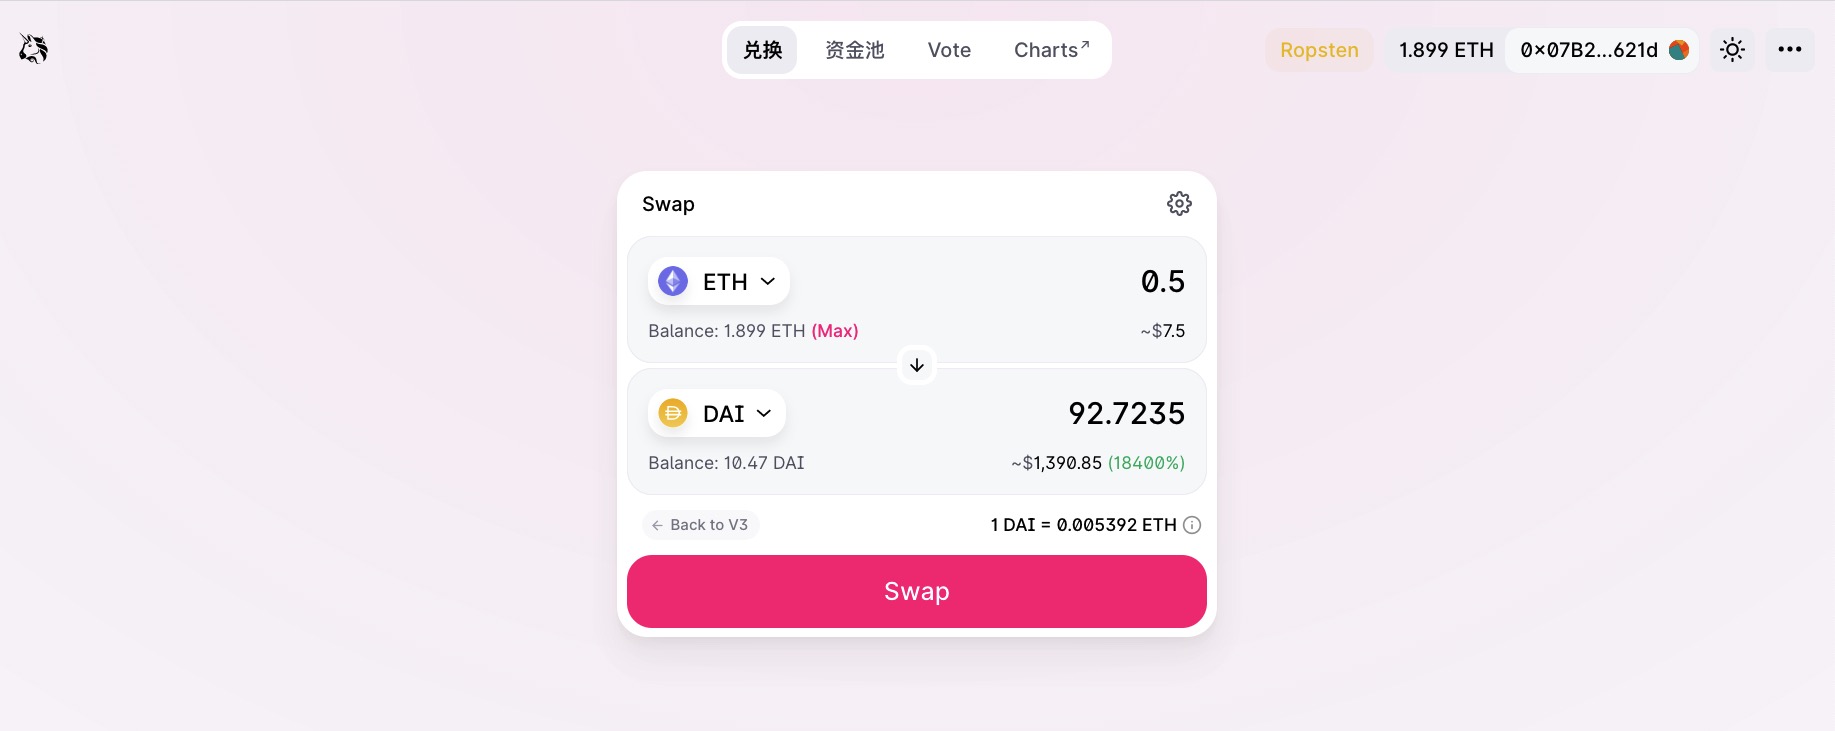 兑换 资金池 Vote Charts↗ Ropsten 1.899 ETH 0x07B2...621d
Swap
ETH 0.5
Balance: 1.899 ETH (Max) ~$7.5
DAI 92.7235
Balance: 10.47 DAI ~$1,390.85 (18400%)
← Back to V3 1 DAI = 0.005392 ETH
Swap